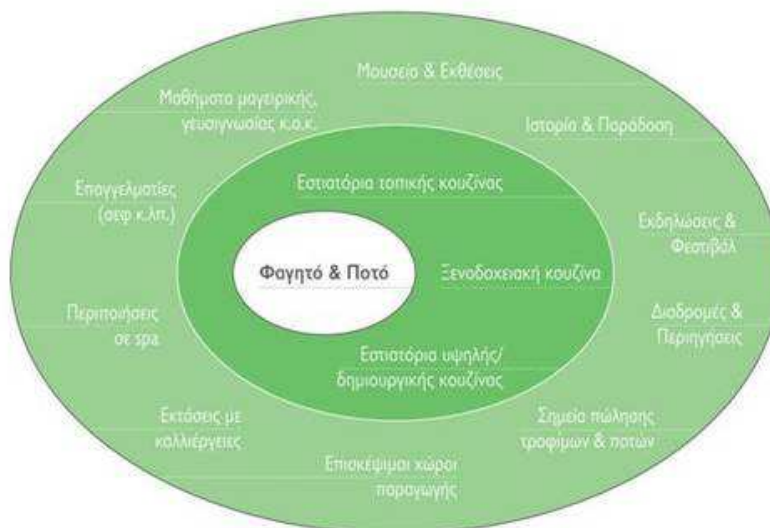 Μουσεία & Εκθέσεις
Μαθήματα μαγειρικής,
γευσιγνωσίας κ.ο.κ.
Ιστορία & Παράδοση
Εστιατόρια τοπικής κουζίνας
Επαγγελματίες
(σεφ κ.λπ.)
Εκδηλώσεις &
Φεστιβάλ
Φαγητό & Ποτό
Ξενοδοχειακή κουζίνα
Περιποιήσεις
σε spa
Διαδρομές &
Περιηγήσεις
Εστιατόρια υψηλής/
δημιουργικής κουζίνας
Εκτάσεις με
καλλιέργειες
Σημεία πώλησης
τροφίμων & ποτών
Επισκέψιμοι χώροι
παραγωγής